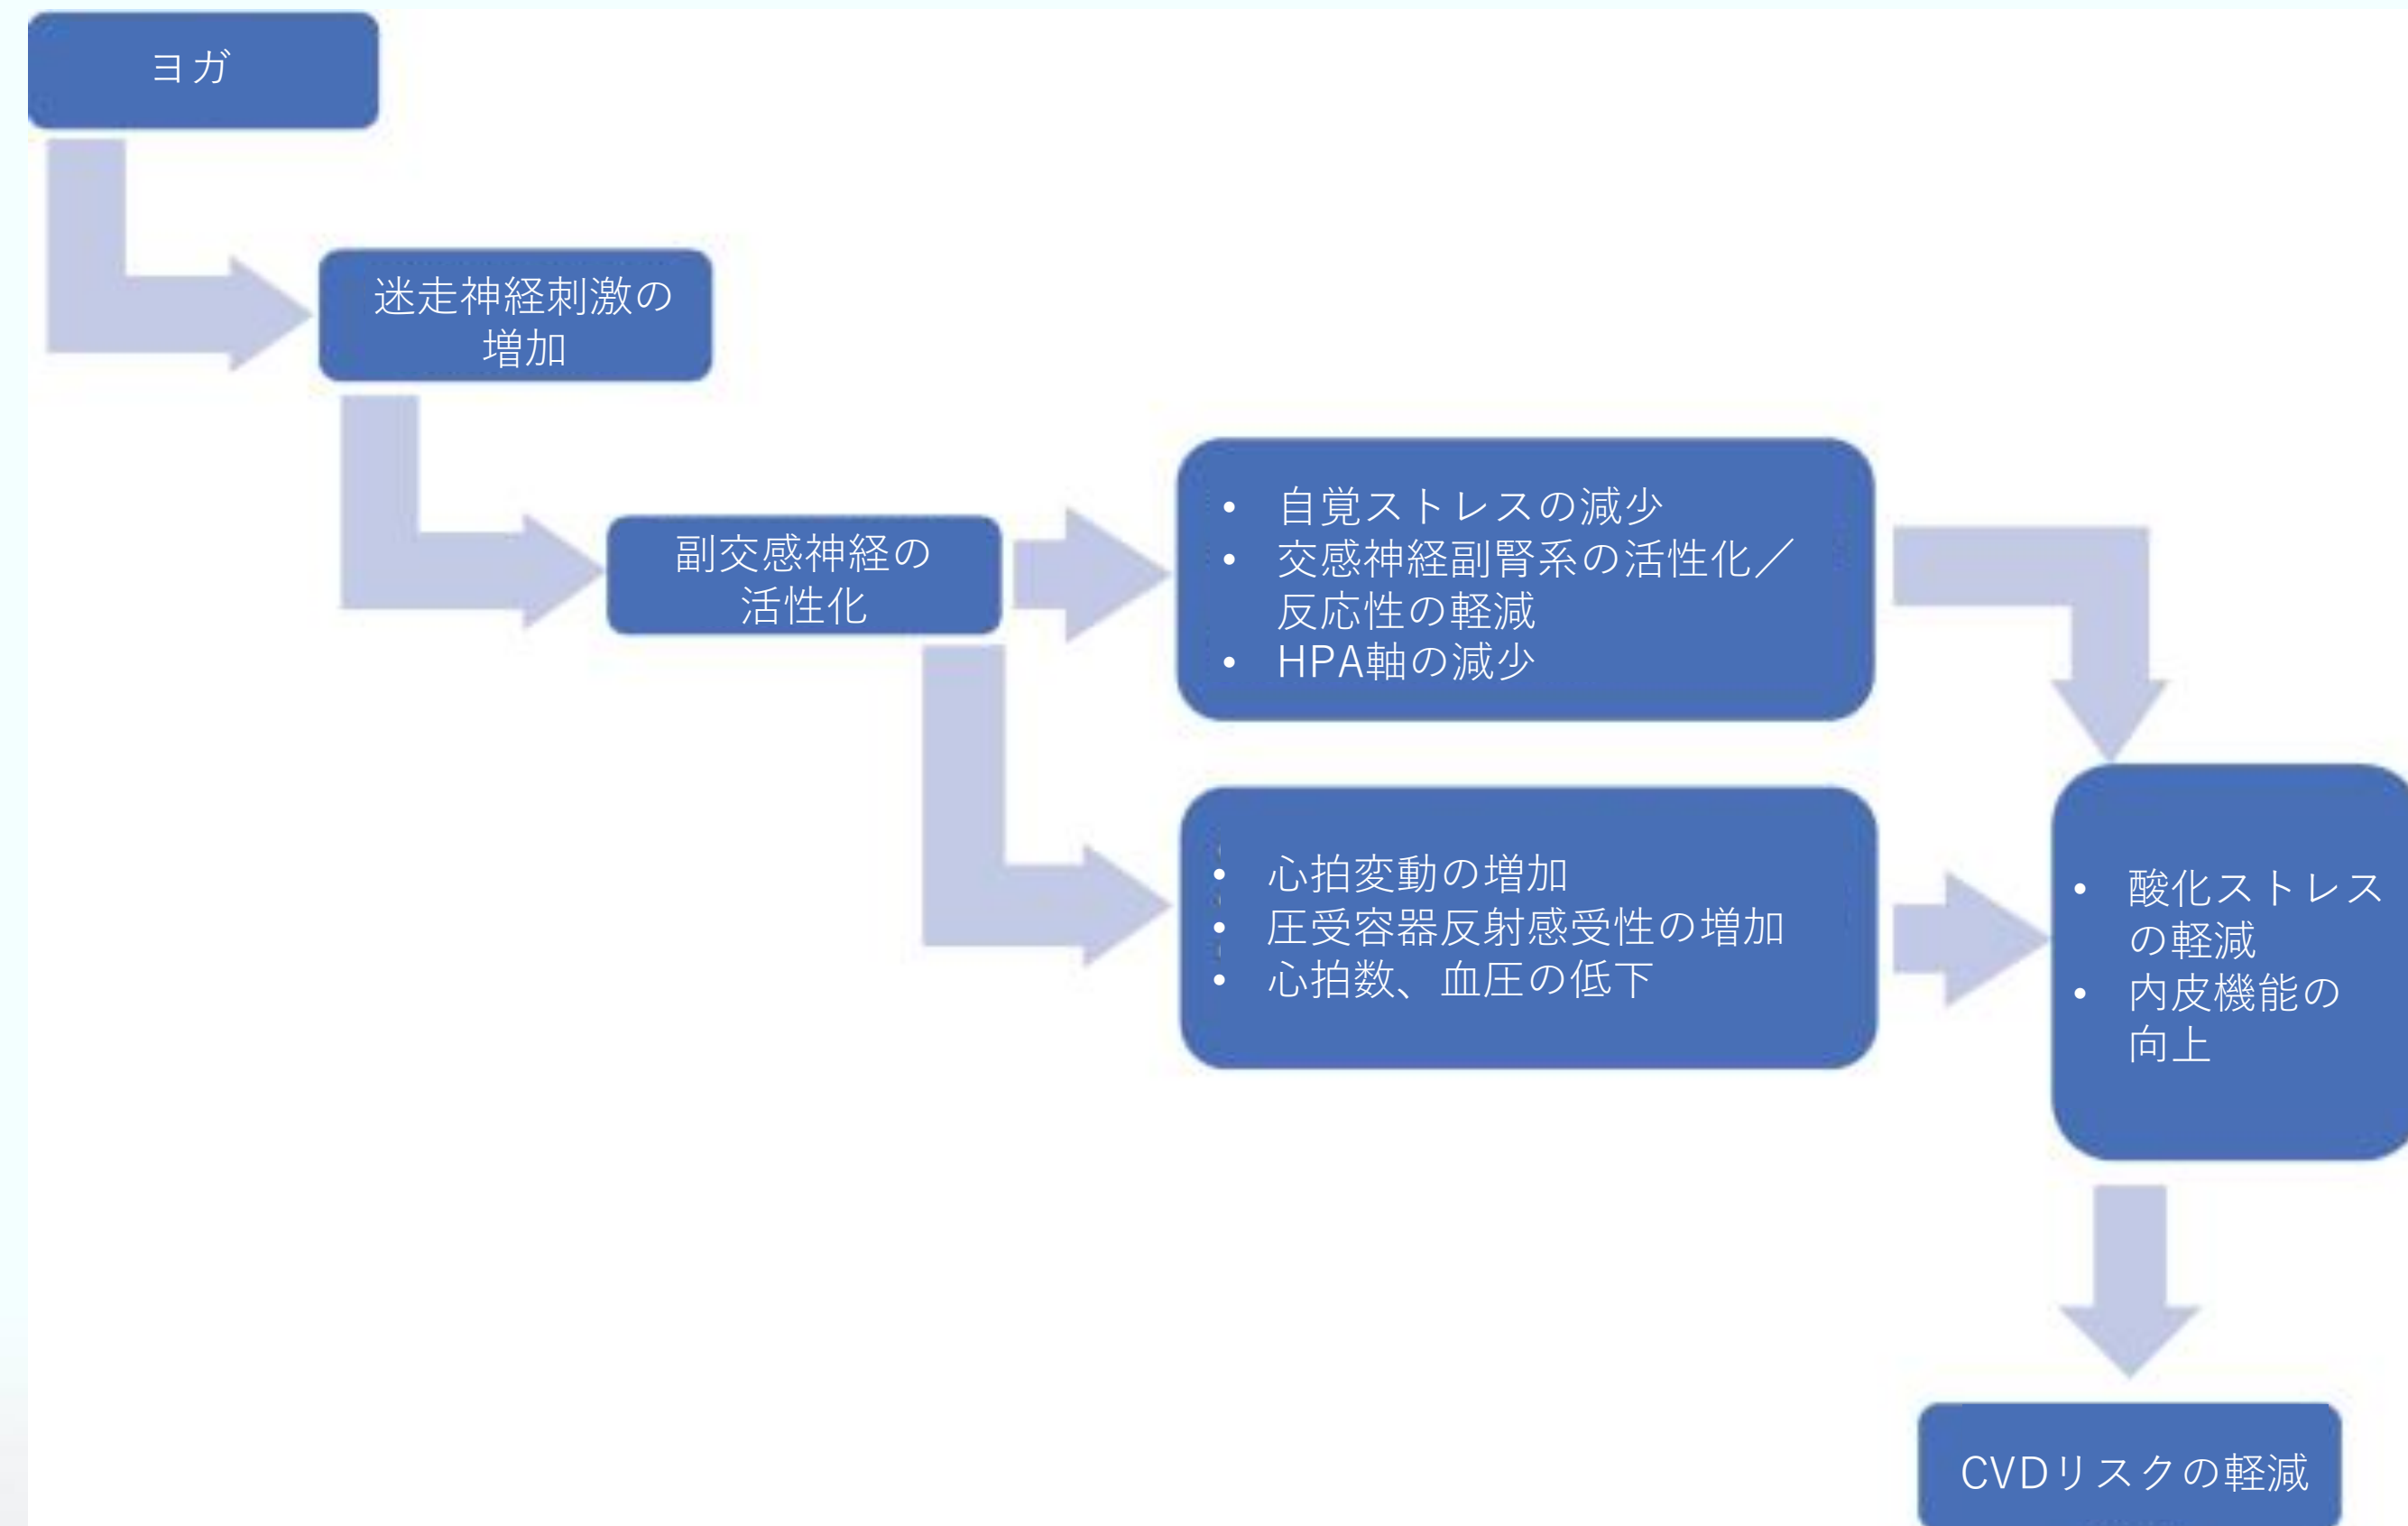 ヨガ
迷走神経刺激の
増加
副交感神経の
活性化
• 自覚ストレスの減少
• 交感神経副腎系の活性化／
反応性の軽減
• HPA軸の減少
• 心拍変動の増加
• 圧受容器反射感受性の増加
• 心拍数、血圧の低下
• 酸化ストレス
の軽減
• 内皮機能の
向上
CVDリスクの軽減